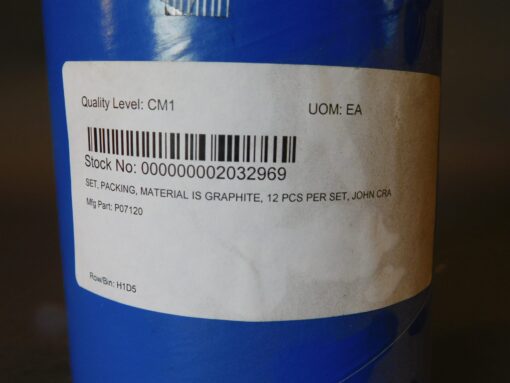 Quality Level: CM1 UOM: EA
Stock No: 000000002032969
SET, PACKING, MATERIAL IS GRAPHITE, 12 PCS PER SET, JOHN CRA
Mfg Part: P07120
Row/Bin: H1D5